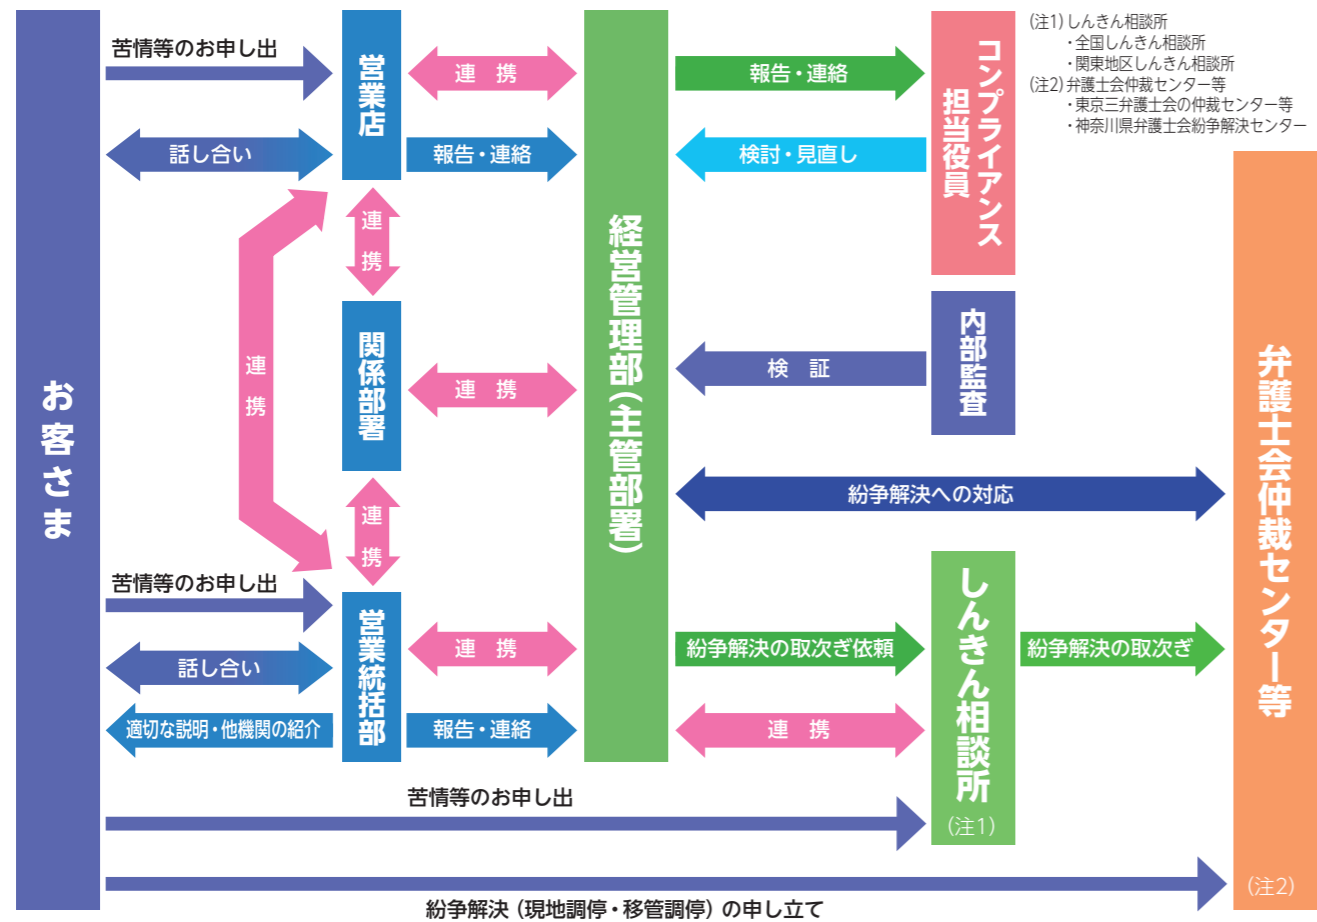 お客さま
苦情等のお申し出
話し合い
営業店
連携
報告・連絡
連携
連携
関係部署
連携
連携
苦情等のお申し出
話し合い
適切な説明・他機関の紹介
営業統括部
連携
報告・連絡
経営管理部(主管部署)
報告・連絡
検討・見直し
コンプライアンス
担当役員
検証
内部監査
紛争解決への対応
紛争解決の取次ぎ依頼
連携
しんきん相談所
(注1)
紛争解決の取次ぎ
弁護士会仲裁センター等
(注2)
苦情等のお申し出
紛争解決(現地調停・移管調停)の申し立て
(注1)しんきん相談所
・全国しんきん相談所
・関東地区しんきん相談所
(注2)弁護士会仲裁センター等
・東京三弁護士会の仲裁センター等
・神奈川県弁護士会紛争解決センター